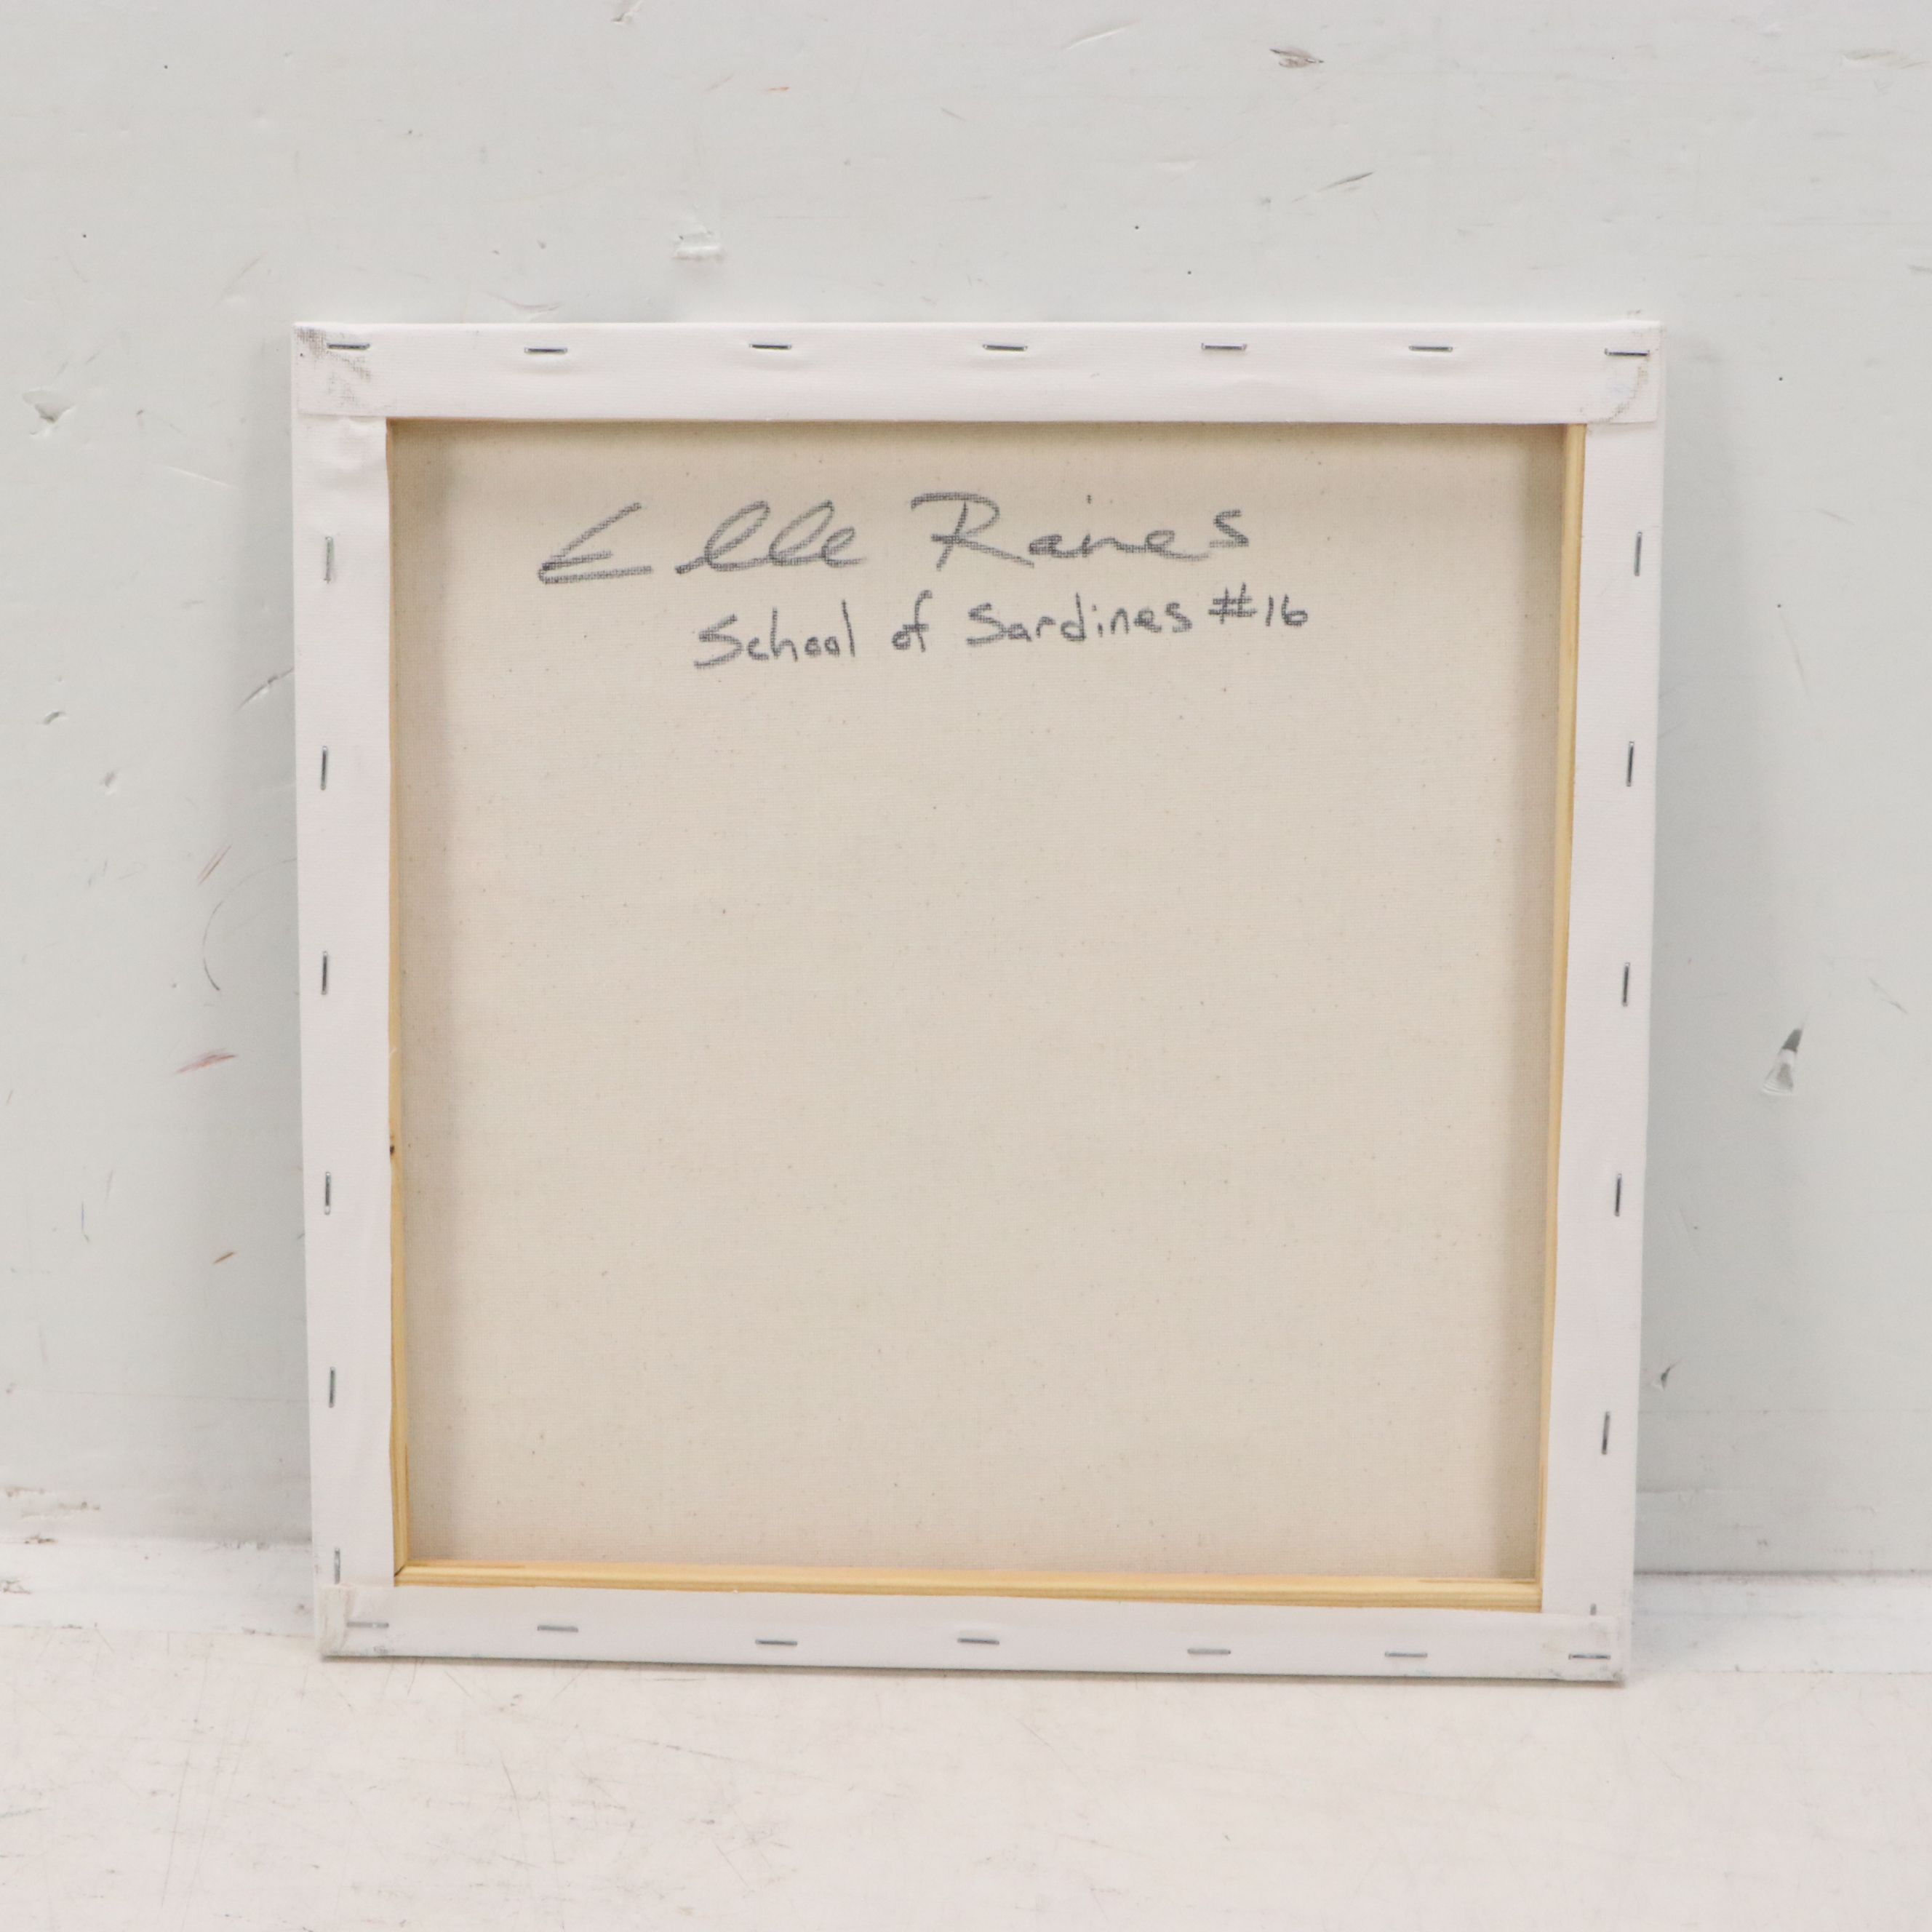 Elle Raines
School of Sardines #16